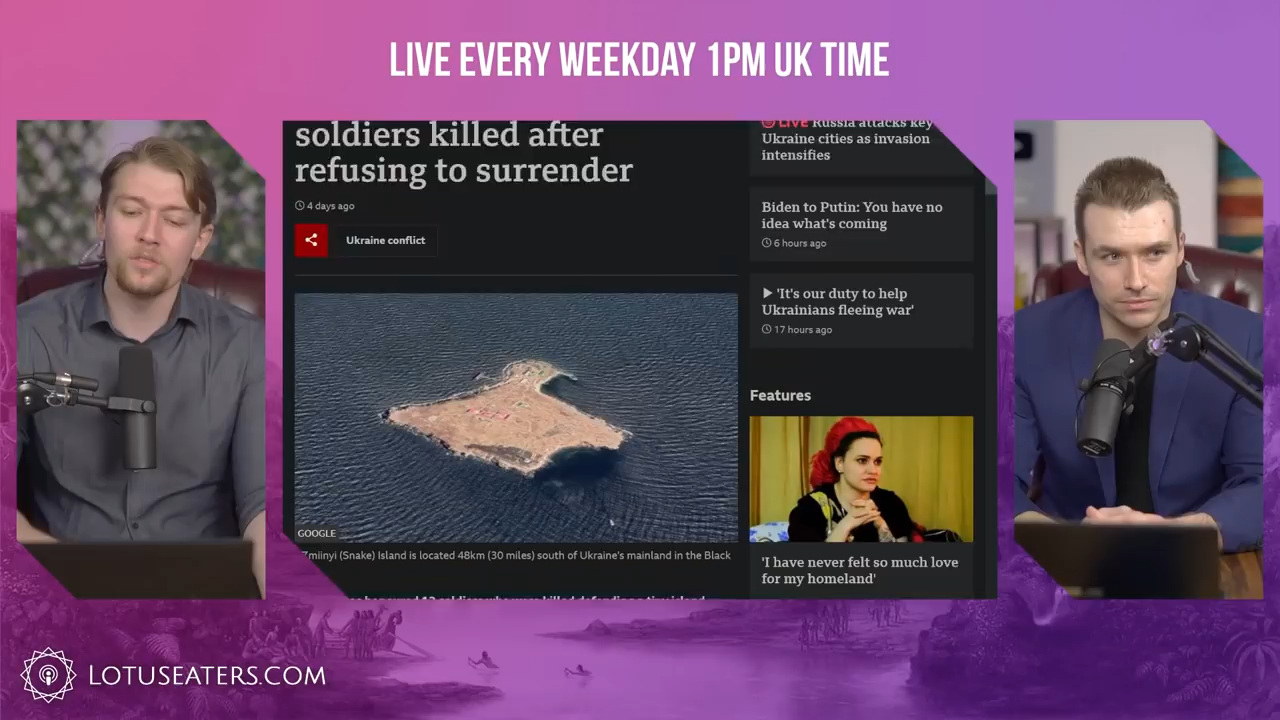 LIVE EVERY WEEKDAY 1PM UK TIME
soldiers killed after
refusing to surrender
4 days ago
Ukraine conflict
GOOGLE
Zmiinyi (Snake) Island is located 48km (30 miles) south of Ukraine's mainland in the Black
LIVE Russia attacks key
Ukraine cities as invasion
intensifies
Biden to Putin: You have no
idea what's coming
6 hours ago
'It's our duty to help
Ukrainians fleeing war'
17 hours ago
Features
'I have never felt so much love
for my homeland'
LOTUSEATERS.COM